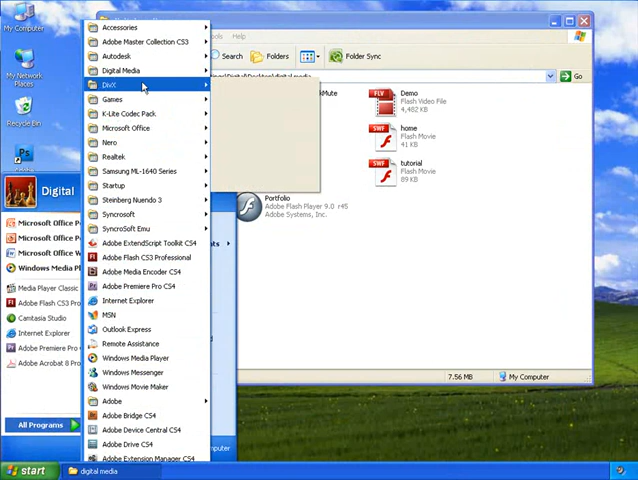 My Computer
My Network
Places
Recycle Bin
Digital
Microsoft Office
Microsoft Office
Microsoft Office W
Windows Media P
Media Player Classic
Adobe Flash CS3 Pro
Camtasia Studio
Internet Explorer
Adobe Premiere Pro
Adobe Acrobat 8 Pro
All Programs
Accessories
Adobe Master Collection CS3
Autodesk
Digital Media
DivX
Games
K-Lite Codec Pack
Microsoft Office
Nero
Realtek
Samsung ML-1640 Series
Startup
Steinberg Nuendo 3
Syncrosoft
SyncroSoft Emu
Adobe ExtendScript Toolkit CS4
Adobe Flash CS3 Professional
Adobe Media Encoder CS4
Adobe Premiere Pro CS4
Internet Explorer
MSN
Outlook Express
Remote Assistance
Windows Media Player
Windows Messenger
Windows Movie Maker
Adobe
Adobe Bridge CS4
Adobe Device Central CS4
Adobe Drive CS4
Adobe Extension Manager CS4
Help
Search
Folders
Folder Sync
Desktop\digital media
Go
Mute
Demo
Flash Video File
4,482 KB
home
Flash Movie
41 KB
tutorial
Flash Movie
89 KB
Portfolio
Adobe Flash Player 9.0 r45
Adobe Systems, Inc.
7.56 MB
My Computer
start
digital media